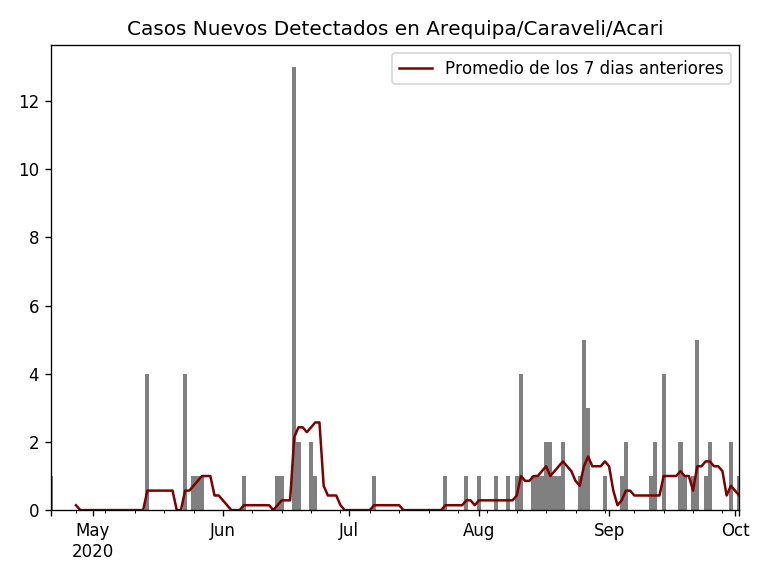 Casos Nuevos Detectados en Arequipa/Caraveli/Acari
Promedio de los 7 dias anteriores
12
10
8
6
4
2
0
May Jun Jul Aug Sep Oct
2020